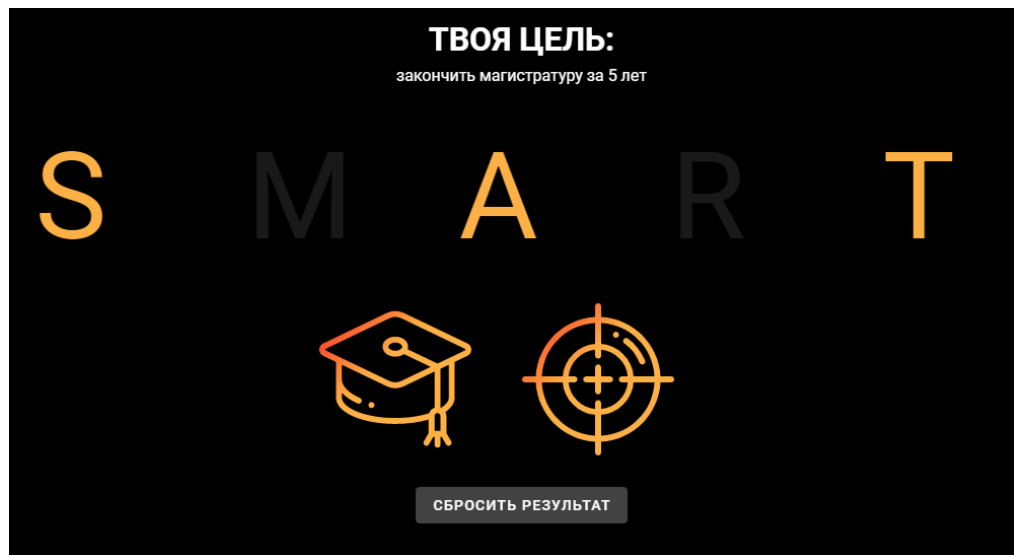 ТВОЯ ЦЕЛЬ:
закончить магистратуру за 5 лет
S M A R T
СБРОСИТЬ РЕЗУЛЬТАТ